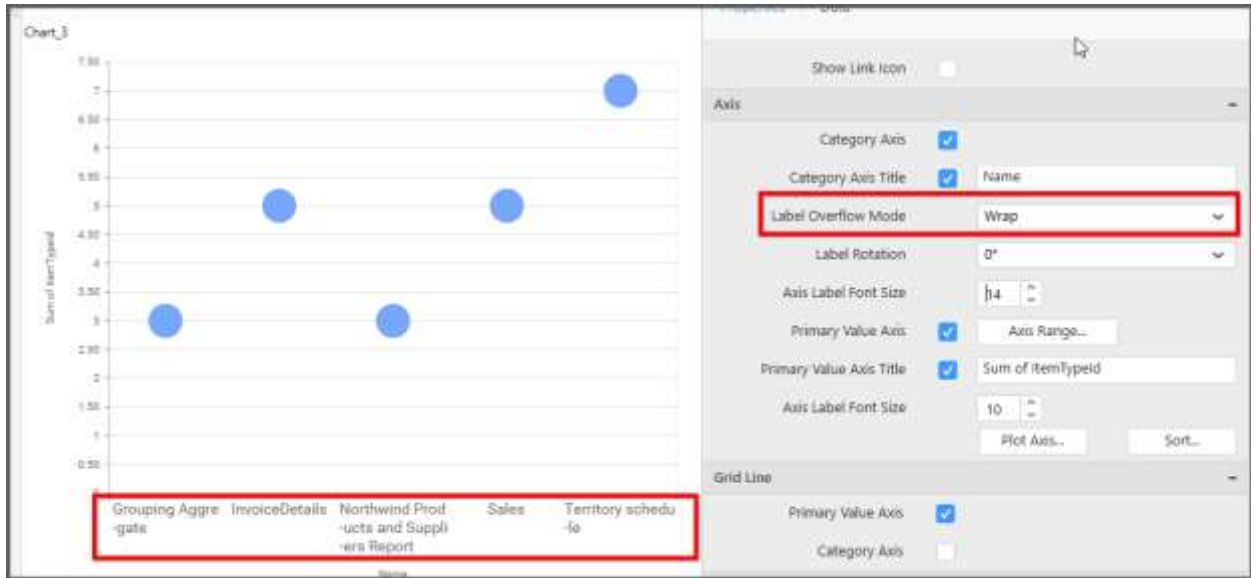 Chart_3
7.50
7
6.50
6
5.50
5
4.50
4
3.50
3
2.50
2
1.50
1
0.50
0
Sum of ItemTypeId
Grouping Aggre
-gate
InvoiceDetails
Northwind Prod
-ucts and Suppli
-ers Report
Sales
Territory schedu
-le
Name
Properties Data
Show Link Icon
Axis
Category Axis
Category Axis Title Name
Label Overflow Mode Wrap
Label Rotation 0°
Axis Label Font Size 14
Primary Value Axis Axis Range...
Primary Value Axis Title Sum of ItemTypeId
Axis Label Font Size 10
Plot Axis... Sort...
Grid Line
Primary Value Axis
Category Axis